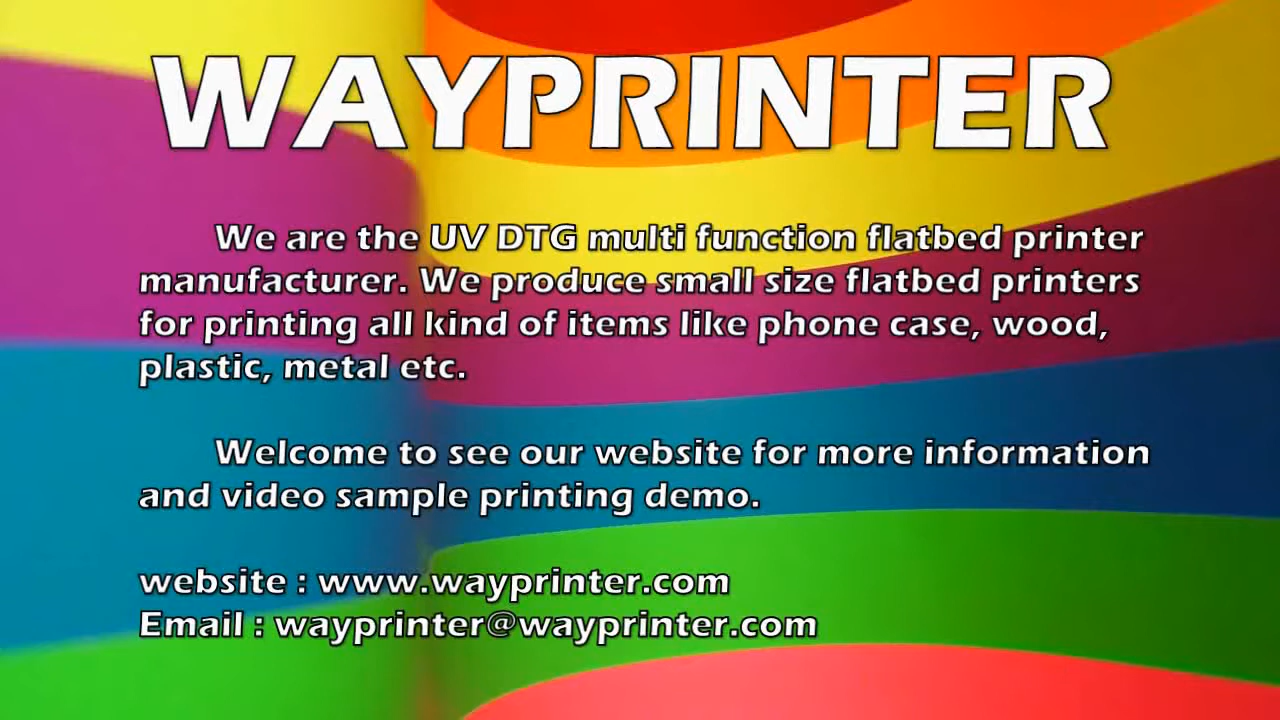 WAYPRINTER
We are the UV DTG multi function flatbed printer
manufacturer. We produce small size flatbed printers
for printing all kind of items like phone case, wood,
plastic, metal etc.
Welcome to see our website for more information
and video sample printing demo.
website : www.wayprinter.com
Email : wayprinter@wayprinter.com